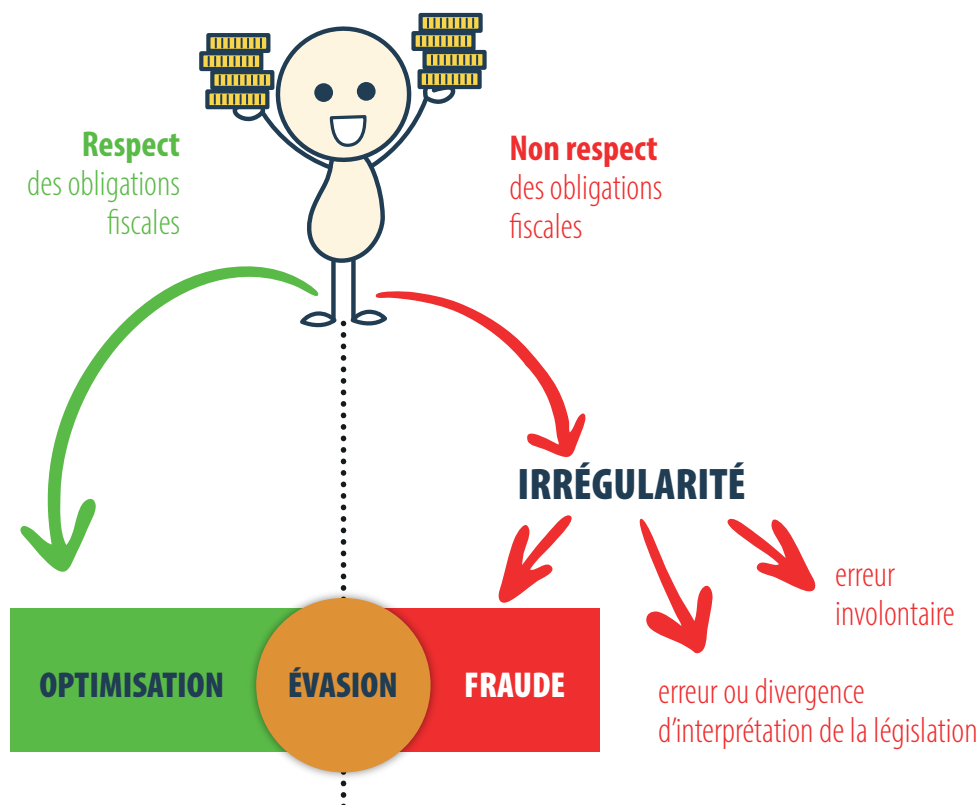 Respect
des obligations
fiscales
Non respect
des obligations
fiscales
IRRÉGULARITÉ
erreur
involontaire
erreur ou divergence
d'interprétation de la législation
OPTIMISATION
ÉVASION
FRAUDE